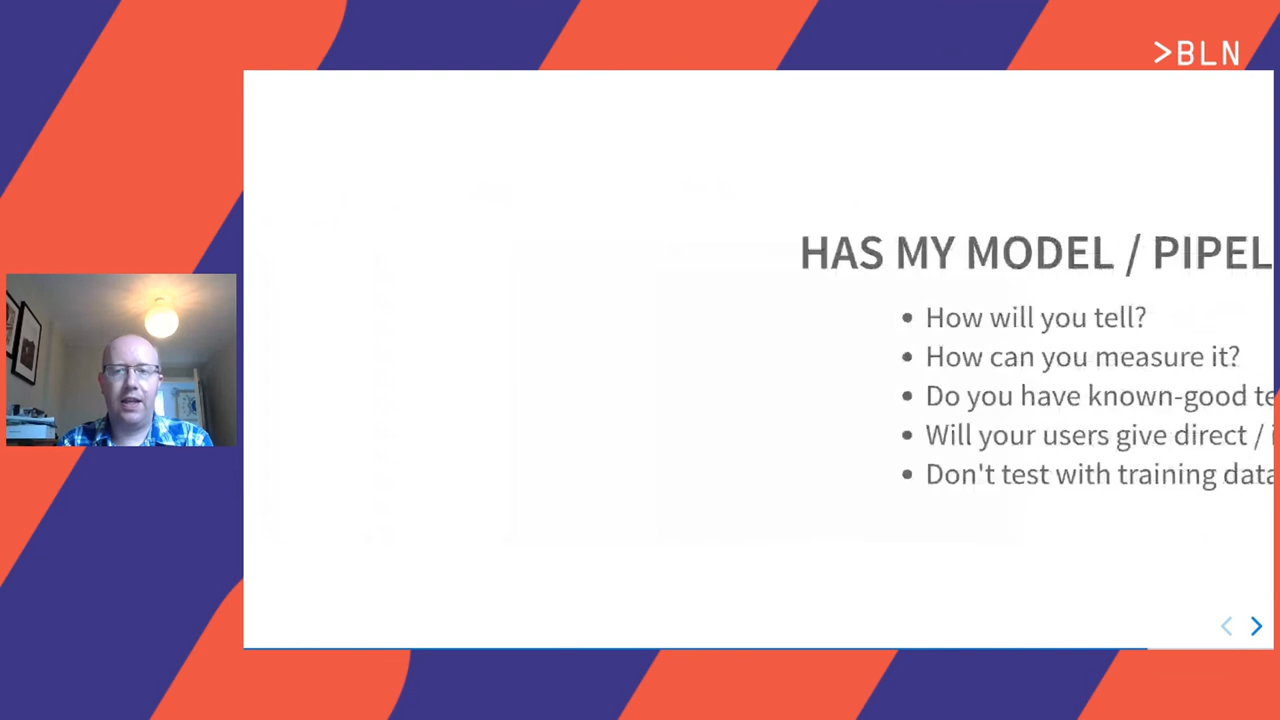 >BLN
HAS MY MODEL / PIPEL
• How will you tell?
• How can you measure it?
• Do you have known-good te
• Will your users give direct /
• Don't test with training data